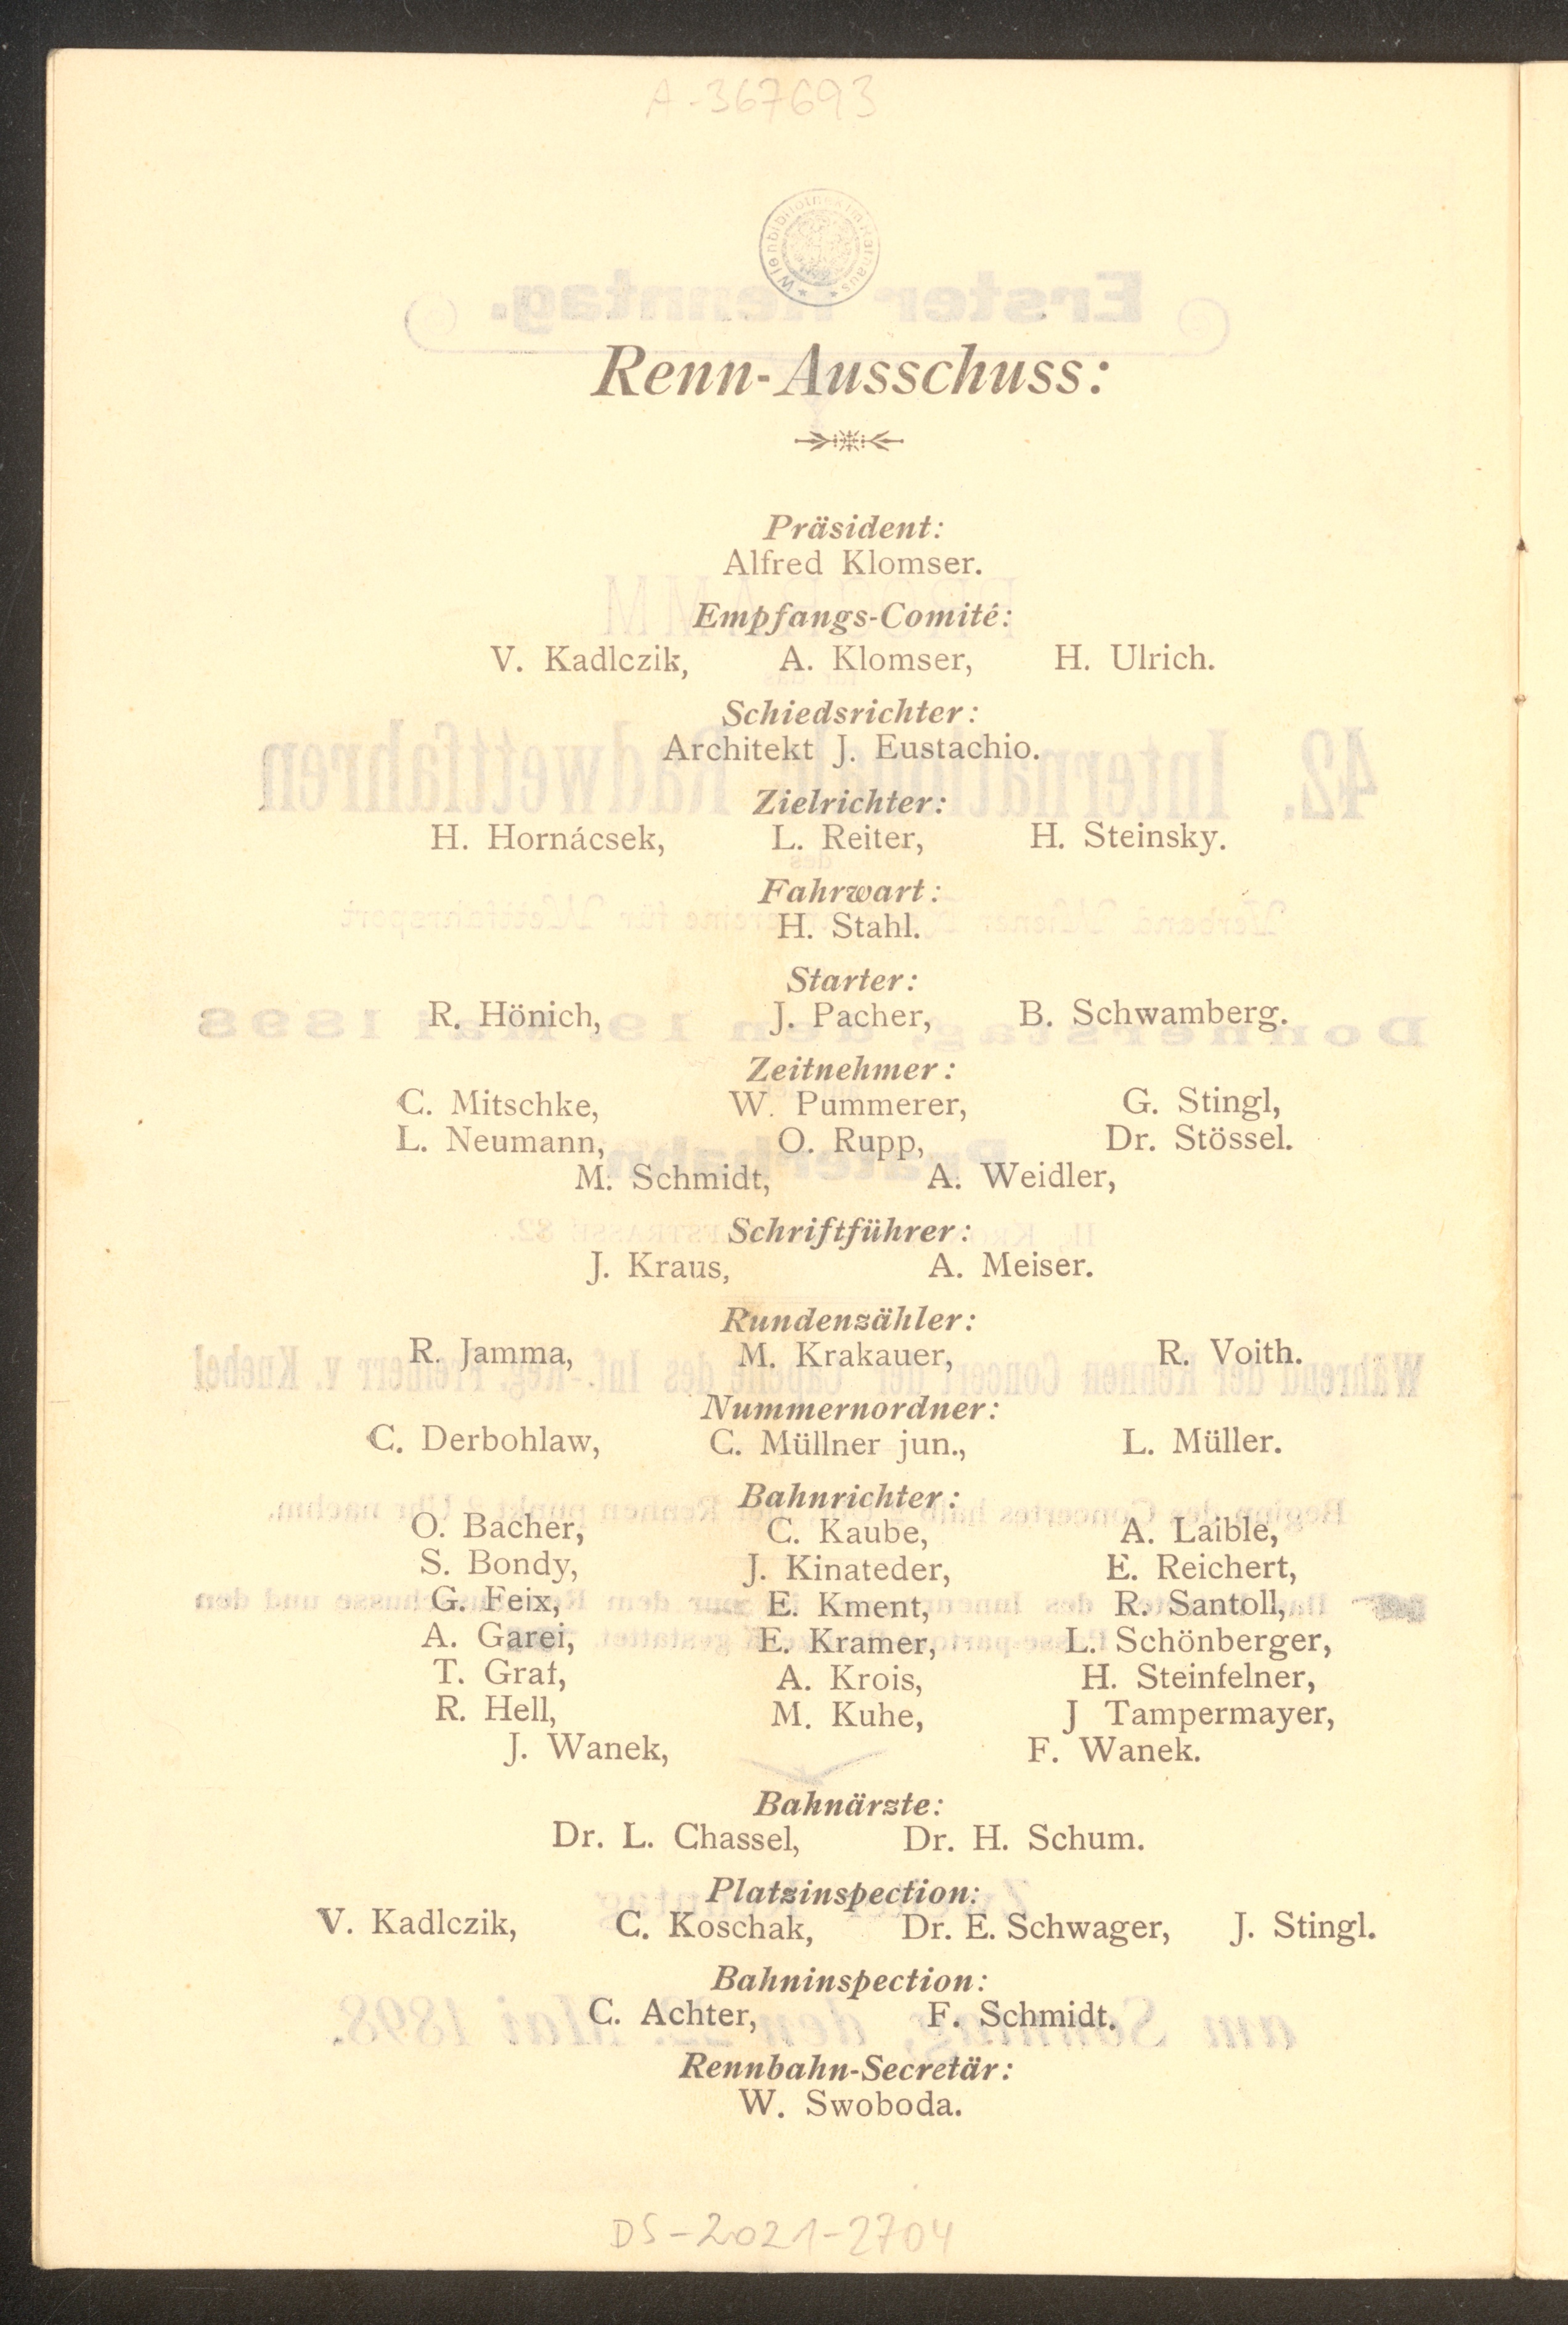 A-367693
Wienbibliothek im Rathaus
Renn-Ausschuss:
Präsident:
Alfred Klomser.
Empfangs-Comité:
V. Kadlczik, A. Klomser, H. Ulrich.
Schiedsrichter:
Architekt J. Eustachio.
Zielrichter:
H. Hornácsek, L. Reiter, H. Steinsky.
Fahrwart:
H. Stahl.
Starter:
R. Hönich, J. Pacher, B. Schwamberg.
Zeitnehmer:
C. Mitschke, W. Pummerer, G. Stingl,
L. Neumann, O. Rupp, Dr. Stössel.
M. Schmidt, A. Weidler,
Schriftführer:
J. Kraus, A. Meiser.
Rundenzähler:
R. Jamma, M. Krakauer, R. Voith.
Nummernordner:
C. Derbohlaw, C. Müllner jun., L. Müller.
Bahnrichter:
O. Bacher, C. Kaube, A. Laible,
S. Bondy, J. Kinateder, E. Reichert,
G. Feix, E. Kment, R. Santoll,
A. Garei, E. Kramer, L. Schönberger,
T. Graf, A. Krois, H. Steinfelner,
R. Hell, M. Kuhe, J Tampermayer,
J. Wanek, F. Wanek.
Bahnärzte:
Dr. L. Chassel, Dr. H. Schum.
Platzinspection:
V. Kadlczik, C. Koschak, Dr. E. Schwager, J. Stingl.
Bahninspection:
C. Achter, F. Schmidt.
Rennbahn-Secretär:
W. Swoboda.
DS-2021-2704